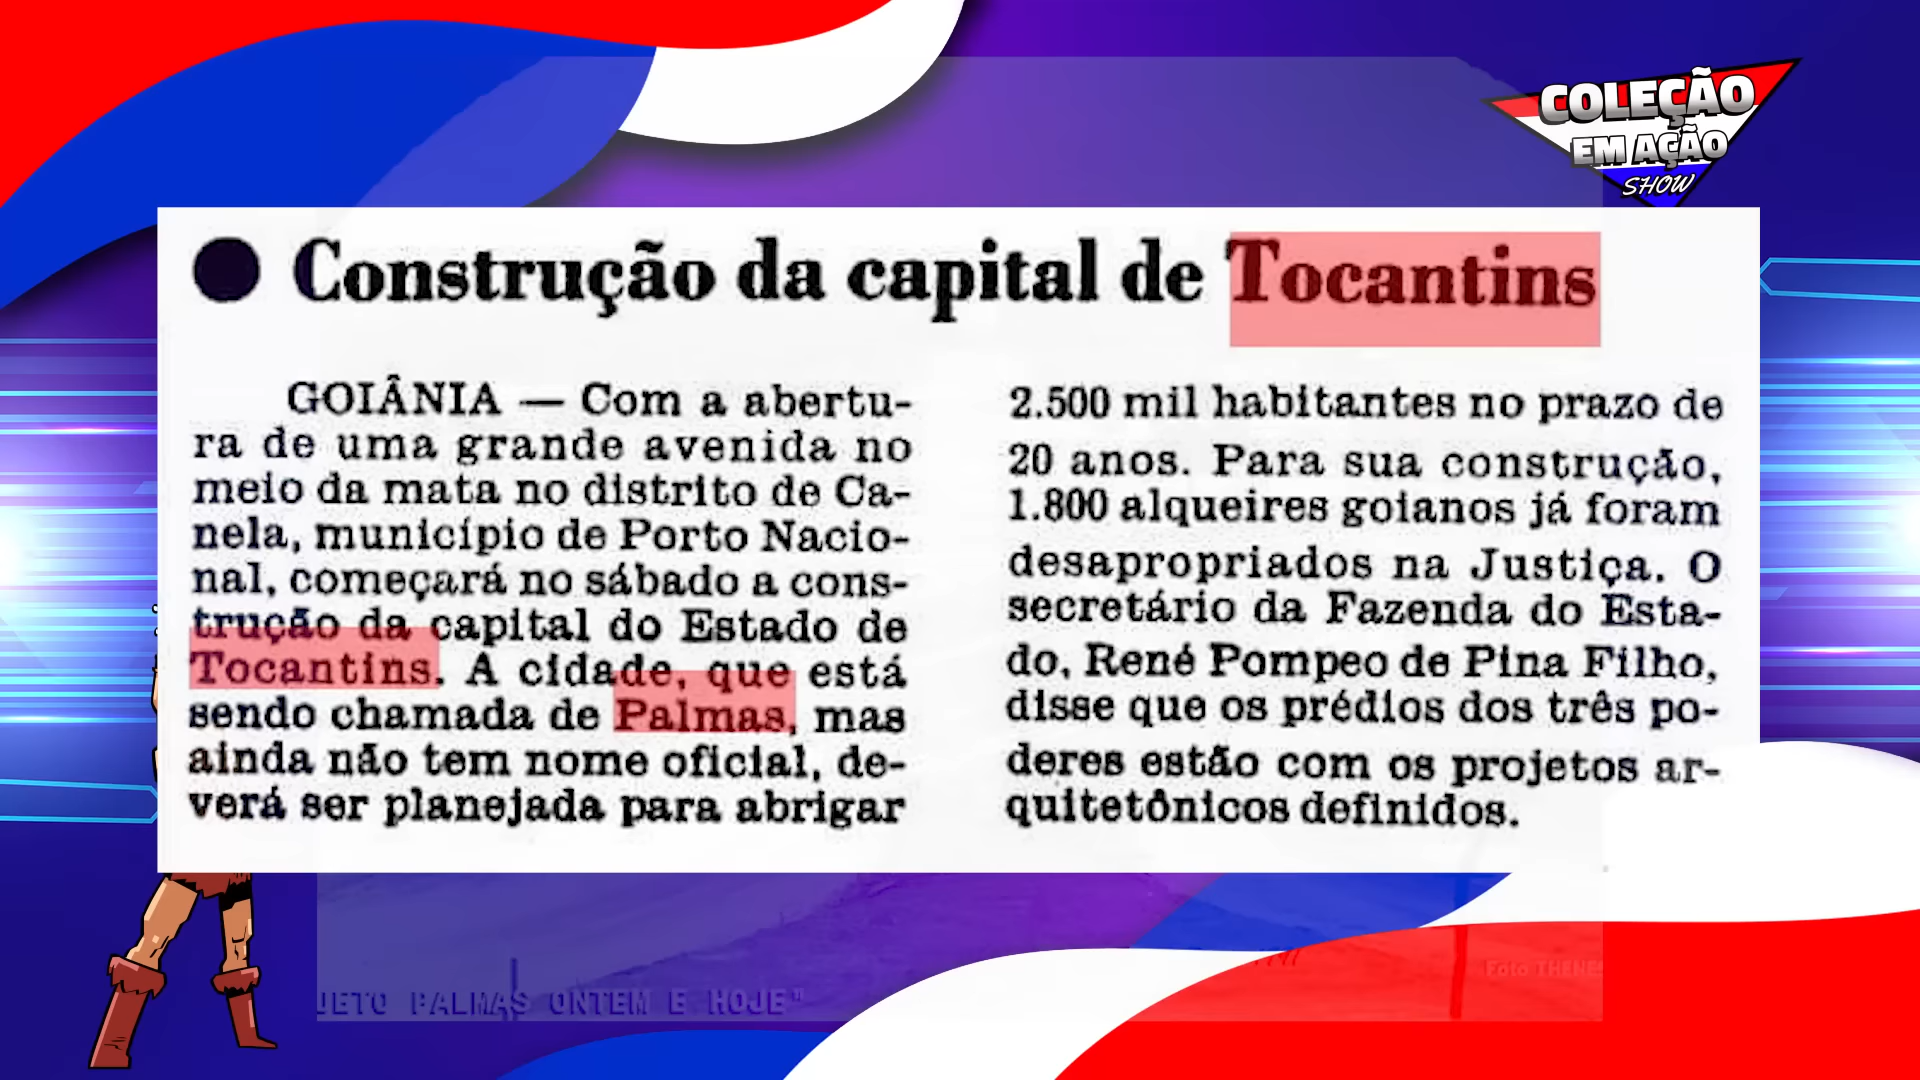 COLEÇÃO
EM AÇÃO
SHOW
● Construção da capital de Tocantins
GOIÂNIA — Com a abertu-
ra de uma grande avenida no
meio da mata no distrito de Ca-
nela, município de Porto Nacio-
nal, começará no sábado a cons-
trução da capital do Estado de
Tocantins. A cidade, que está
sendo chamada de Palmas, mas
ainda não tem nome oficial, de-
verá ser planejada para abrigar
2.500 mil habitantes no prazo de
20 anos. Para sua construção,
1.800 alqueires goianos já foram
desapropriados na Justiça. O
secretário da Fazenda do Esta-
do, René Pompeo de Pina Filho,
disse que os prédios dos três po-
deres estão com os projetos ar-
quitetônicos definidos.
JETO PALMAS ONTEM E HOJE"
Foto THENE